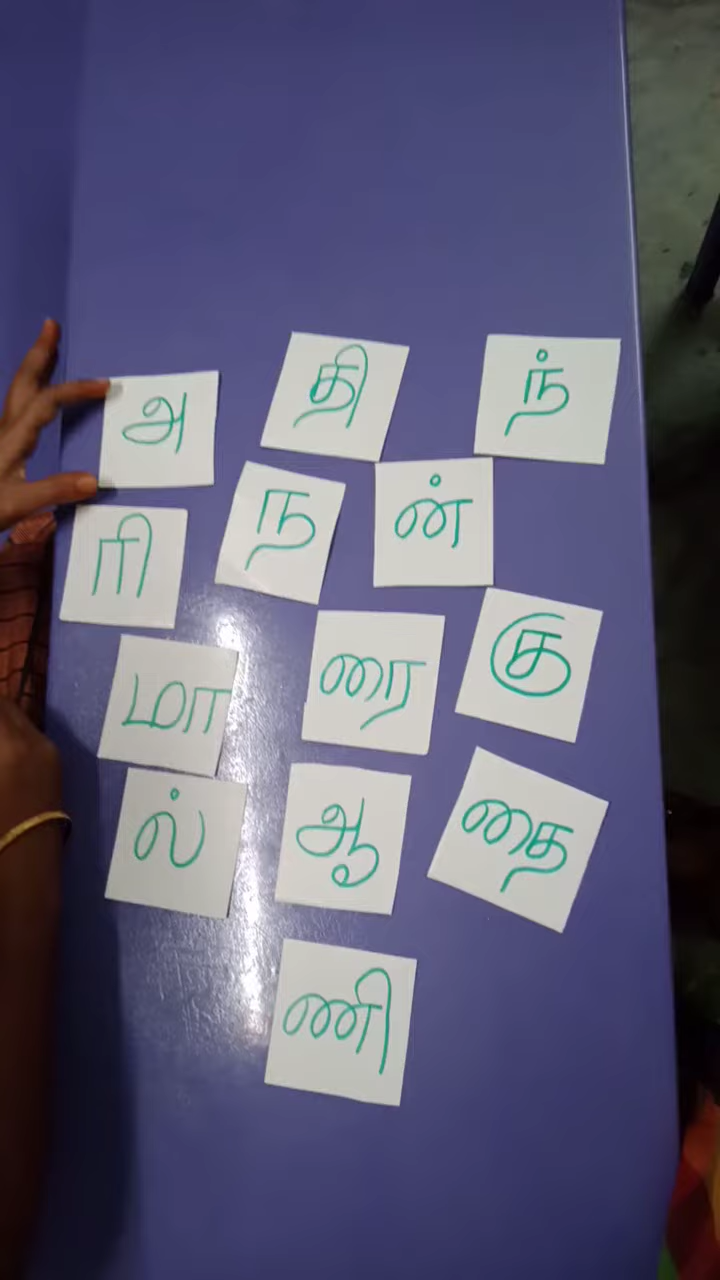 அ தி ந்
ரி ந ன்
மா ரை கு
ல் ஆ தை
ணி